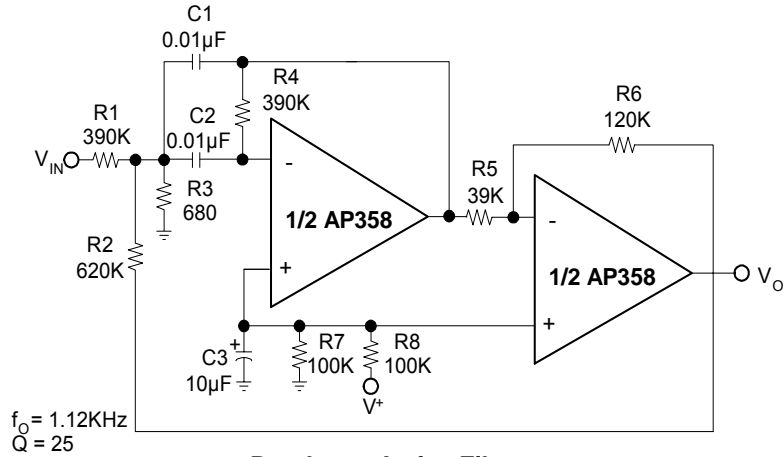 C1
0.01µF
R4
390K
R6
120K
R1
390K
C2
0.01µF
V_IN
-
R5
39K
R3
680
1/2 AP358
-
R2
620K
1/2 AP358
V_O
+
+
C3
+
10µF
R7
100K
R8
100K
V+
f_O = 1.12KHz
Q = 25